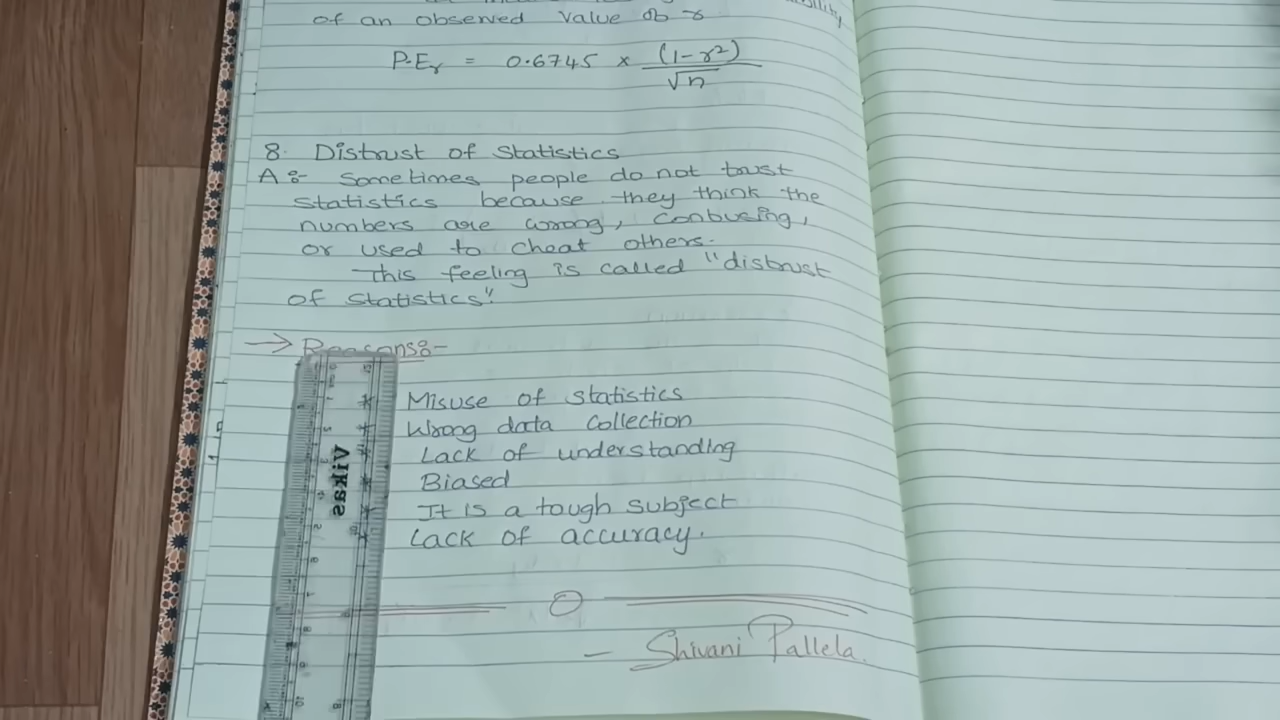 of an observed value of r
P.Eᵣ = 0.6745 × (1-r²)/√n
8. Distrust of Statistics
A:- Sometimes people do not trust
statistics because they think the
numbers are wrong, confusing,
or used to cheat others.
This feeling is called "distrust
of statistics".
→ Reasons:-
* Misuse of statistics
* Wrong data collection
* Lack of understanding
* Biased
* It is a tough subject
* Lack of accuracy.
Vikas
- Shivani Pallela.